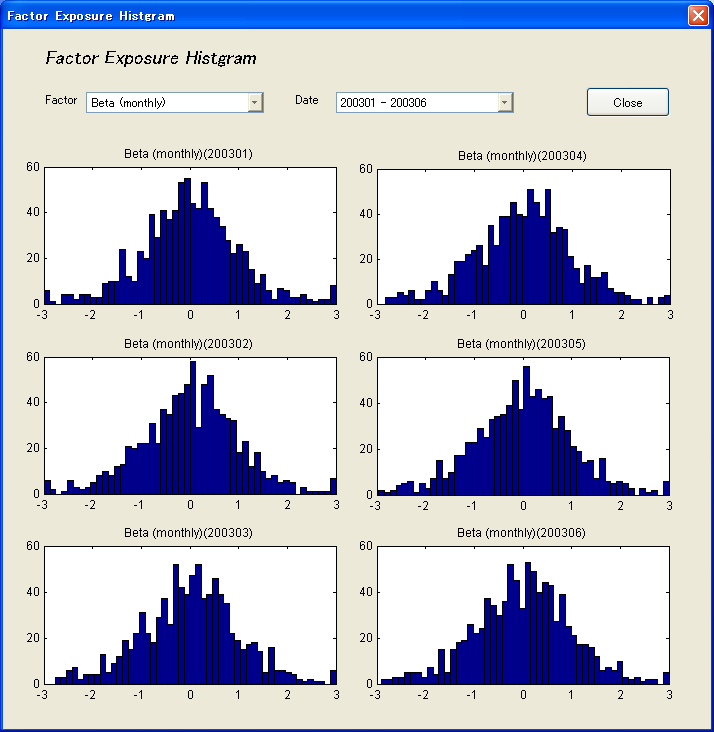 Factor Exposure Histgram
Factor Exposure Histgram
Factor Beta (monthly) Date 200301 - 200306 Close
Beta (monthly)(200301)
60
40
20
0
-3 -2 -1 0 1 2 3
Beta (monthly)(200304)
60
40
20
0
-3 -2 -1 0 1 2 3
Beta (monthly)(200302)
60
40
20
0
-3 -2 -1 0 1 2 3
Beta (monthly)(200305)
60
40
20
0
-3 -2 -1 0 1 2 3
Beta (monthly)(200303)
60
40
20
0
-3 -2 -1 0 1 2 3
Beta (monthly)(200306)
60
40
20
0
-3 -2 -1 0 1 2 3